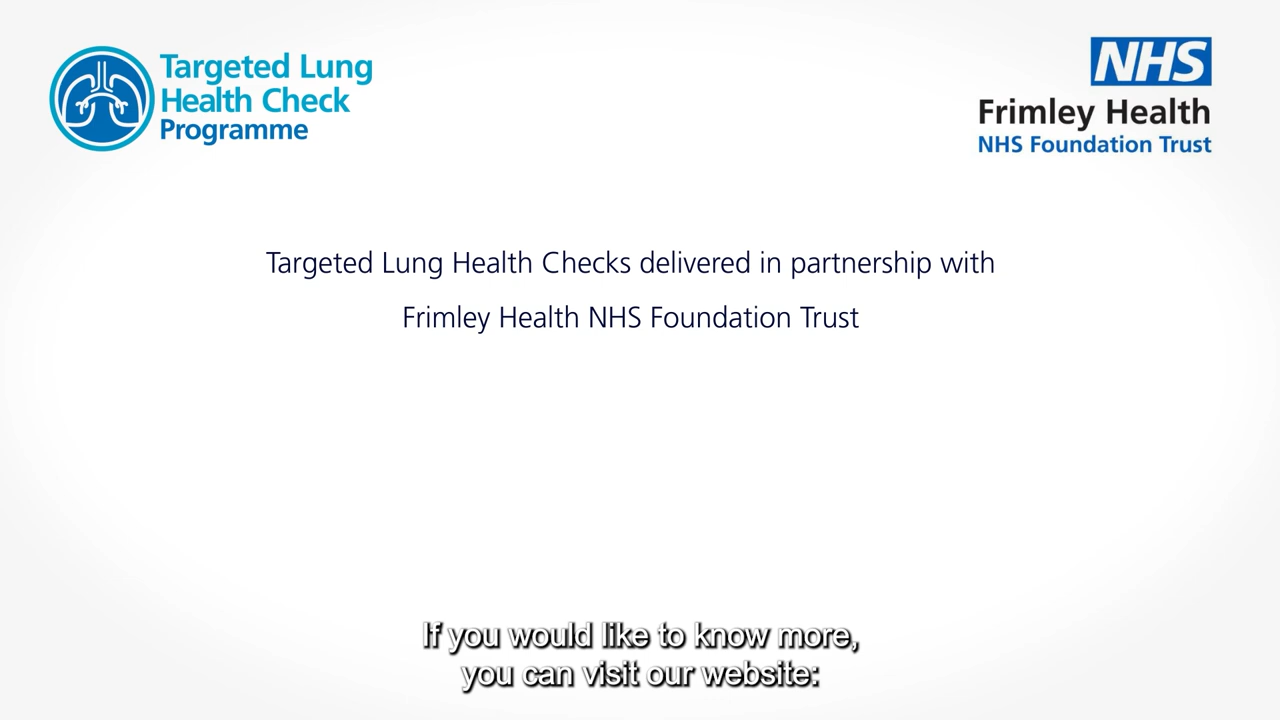 Targeted Lung
Health Check
Programme
NHS
Frimley Health
NHS Foundation Trust
Targeted Lung Health Checks delivered in partnership with
Frimley Health NHS Foundation Trust
If you would like to know more,
you can visit our website: